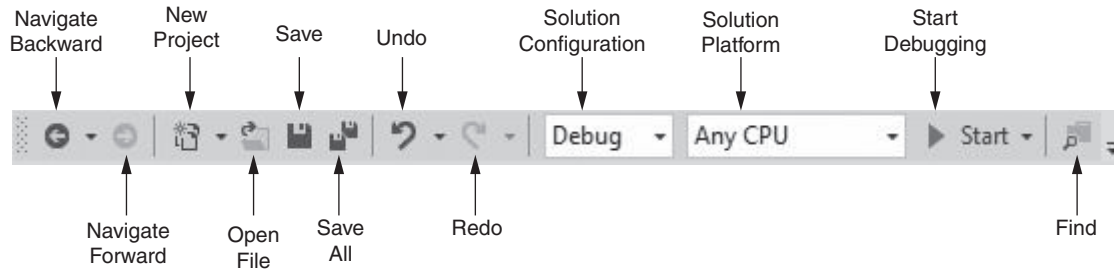 Navigate
Backward
New
Project
Save
Undo
Solution
Configuration
Solution
Platform
Start
Debugging
Debug
Any CPU
Start
Navigate
Forward
Open
File
Save
All
Redo
Find